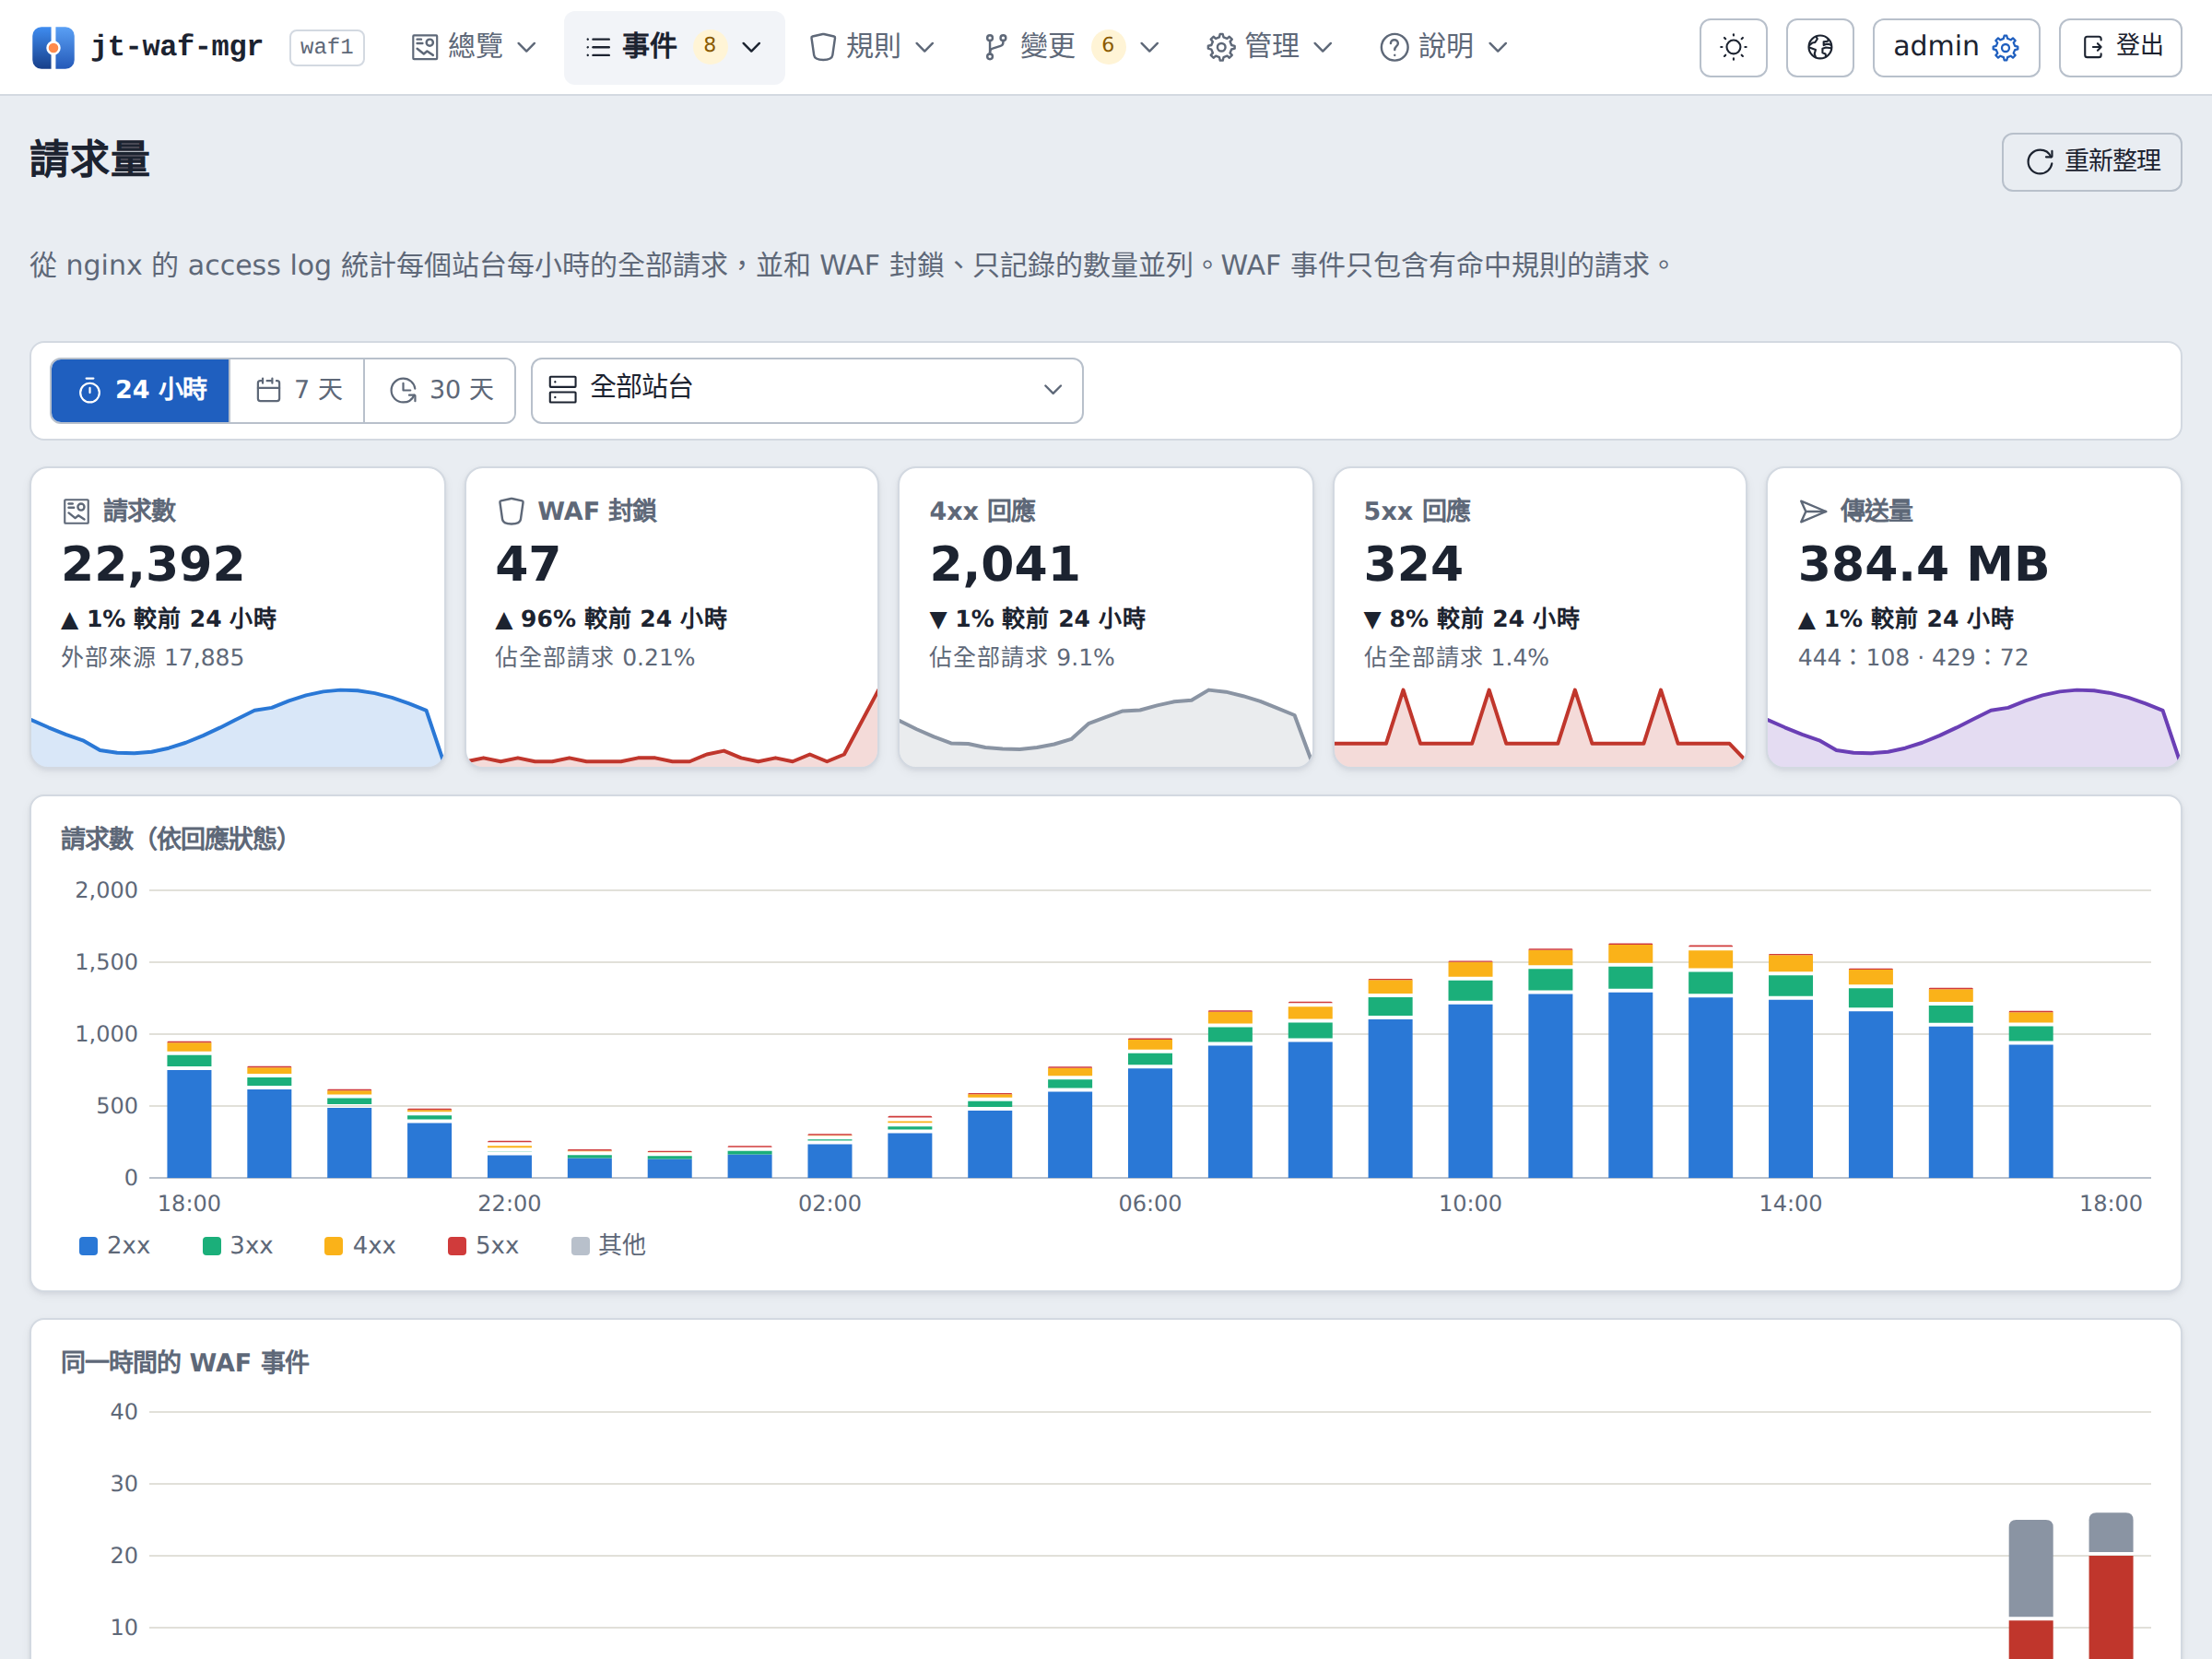 jt-waf-mgr waf1 總覽 事件 8 規則 變更 6 管理 說明 admin 登出
請求量 重新整理
從 nginx 的 access log 統計每個站台每小時的全部請求，並和 WAF 封鎖、只記錄的數量並列。WAF 事件只包含有命中規則的請求。
24 小時 7 天 30 天 全部站台
請求數 WAF 封鎖 4xx 回應 5xx 回應 傳送量
22,392 47 2,041 324 384.4 MB
▲ 1% 較前 24 小時 ▲ 96% 較前 24 小時 ▼ 1% 較前 24 小時 ▼ 8% 較前 24 小時 ▲ 1% 較前 24 小時
外部來源 17,885 佔全部請求 0.21% 佔全部請求 9.1% 佔全部請求 1.4% 444：108 · 429：72
請求數（依回應狀態）
2,000
1,500
1,000
500
0
18:00 22:00 02:00 06:00 10:00 14:00 18:00
2xx 3xx 4xx 5xx 其他
同一時間的 WAF 事件
40
30
20
10